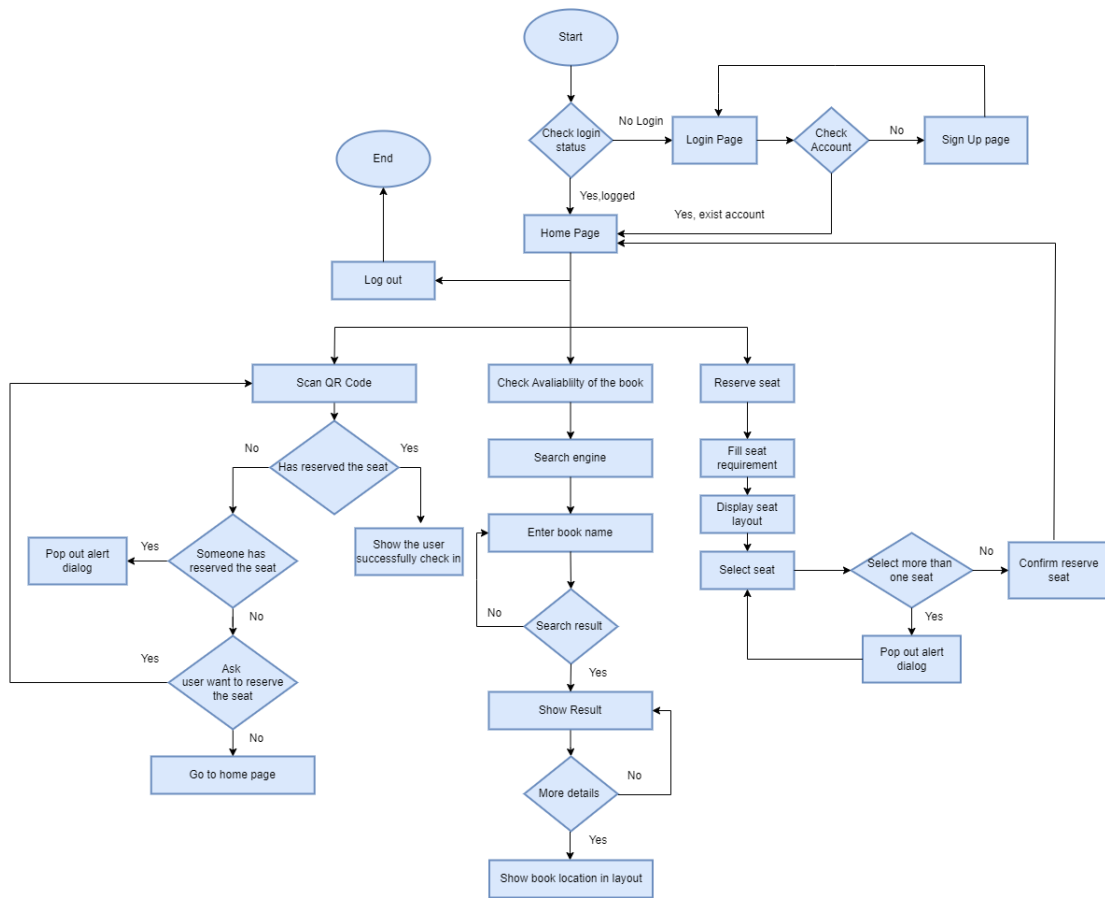 Start
Check login
status
No Login
Login Page
Check
Account
No
Sign Up page
End
Yes,logged
Yes, exist account
Home Page
Log out
Scan QR Code
Check Avaliablilty of the book
Reserve seat
Has reserved the seat
No
Yes
Search engine
Fill seat
requirement
Display seat
layout
Pop out alert
dialog
Yes
Someone has
reserved the seat
Show the user
successfully check in
Enter book name
Select seat
Select more than
one seat
No
Confirm reserve
seat
No
No
Search result
Yes
Yes
Ask
user want to reserve
the seat
Yes
Pop out alert
dialog
Show Result
No
Go to home page
More details
No
Yes
Show book location in layout